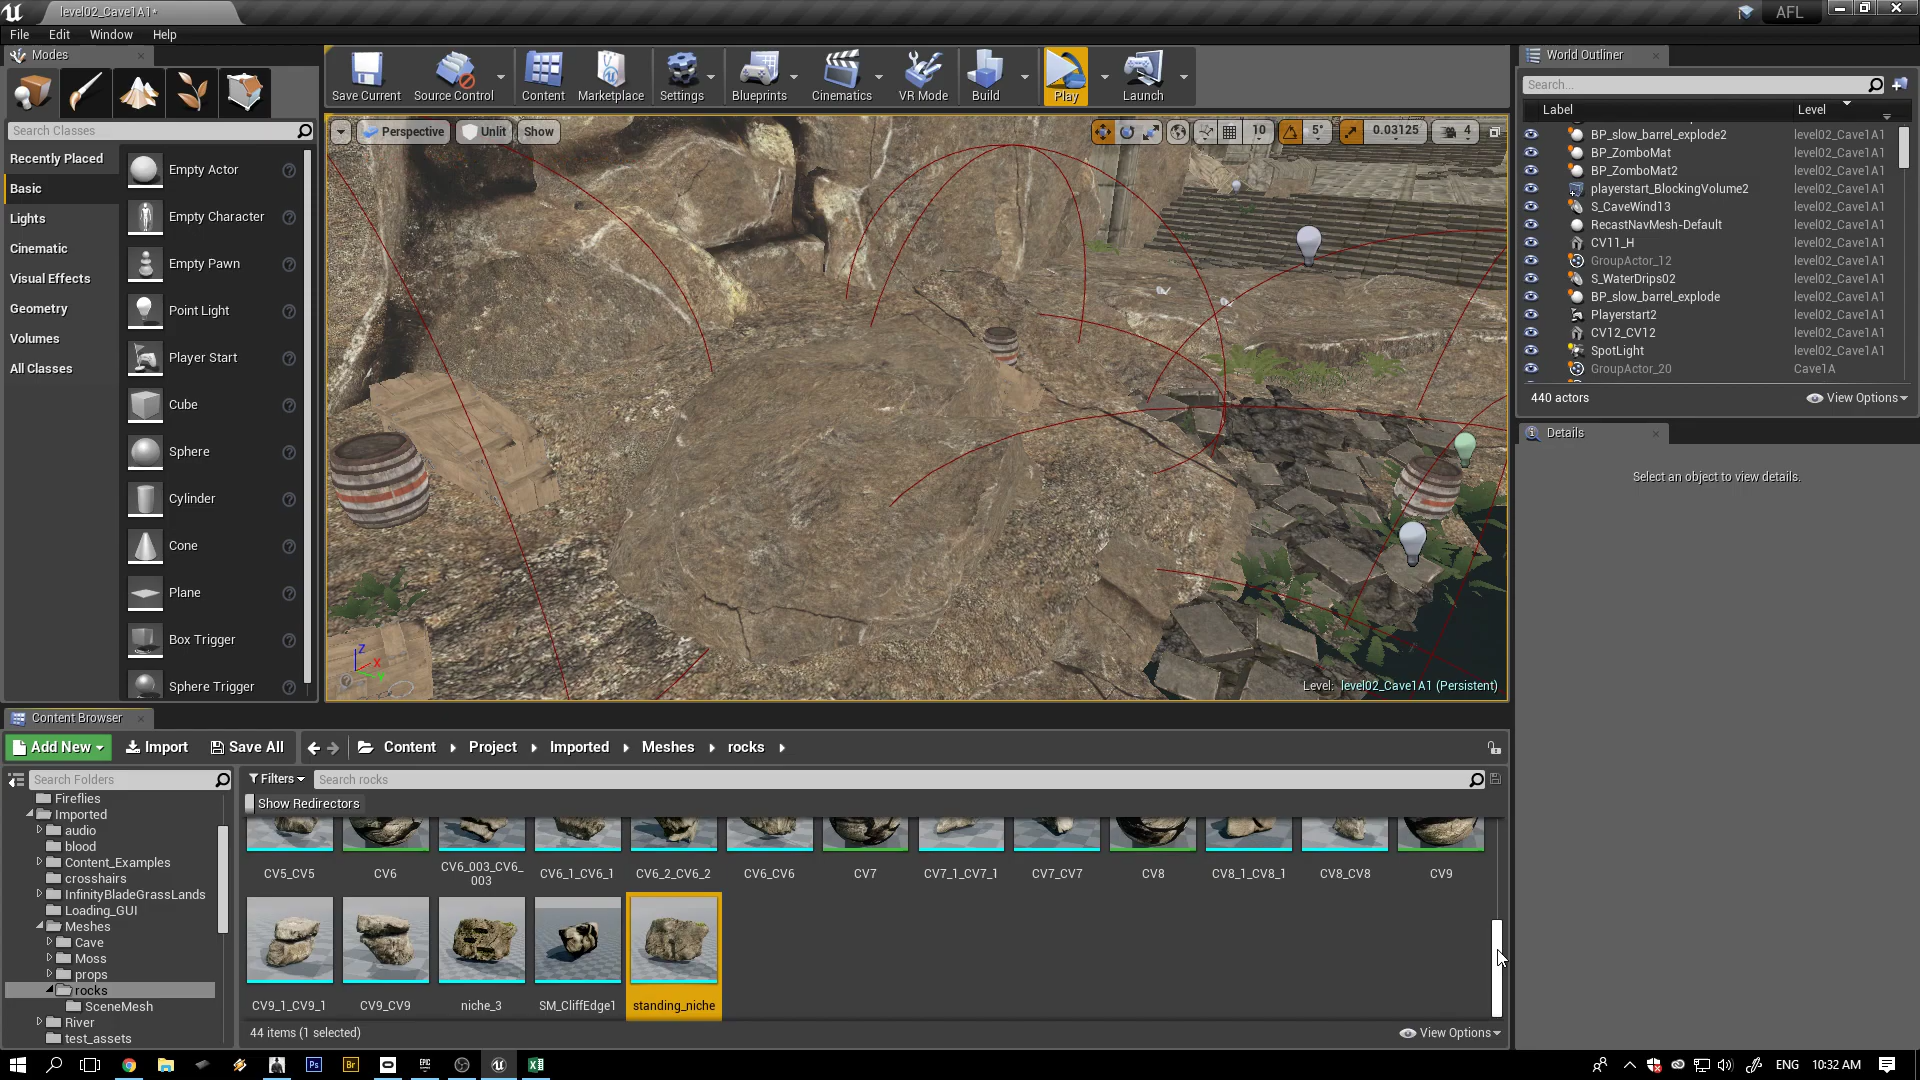 level02_Cave1A1*
AFL
File Edit Window Help
Modes
Search Classes
Recently Placed
Basic
Lights
Cinematic
Visual Effects
Geometry
Volumes
All Classes
Empty Actor
Empty Character
Empty Pawn
Point Light
Player Start
Cube
Sphere
Cylinder
Cone
Plane
Box Trigger
Sphere Trigger
Save Current Source Control Content Marketplace Settings Blueprints Cinematics VR Mode Build Play Launch
Perspective Unlit Show
10 5° 0.03125 4
Z
X
Y
Level: level02_Cave1A1 (Persistent)
World Outliner
Search...
Label Level
BP_slow_barrel_explode2 level02_Cave1A1
BP_ZomboMat level02_Cave1A1
BP_ZomboMat2 level02_Cave1A1
playerstart_BlockingVolume2 level02_Cave1A1
S_CaveWind13 level02_Cave1A1
RecastNavMesh-Default level02_Cave1A1
CV11_H level02_Cave1A1
GroupActor_12 level02_Cave1A1
S_WaterDrips02 level02_Cave1A1
BP_slow_barrel_explode level02_Cave1A1
Playerstart2 level02_Cave1A1
CV12_CV12 level02_Cave1A1
SpotLight level02_Cave1A1
GroupActor_20 Cave1A
440 actors View Options
Details
Select an object to view details.
Content Browser
Add New Import Save All Content Project Imported Meshes rocks
Search Folders
Fireflies
Imported
audio
blood
Content_Examples
crosshairs
InfinityBladeGrassLands
Loading_GUI
Meshes
Cave
Moss
props
rocks
SceneMesh
River
test_assets
Filters Search rocks
Show Redirectors
CV5_CV5 CV6 CV6_003_CV6_ CV6_1_CV6_1 CV6_2_CV6_2 CV6_CV6 CV7 CV7_1_CV7_1 CV7_CV7 CV8 CV8_1_CV8_1 CV8_CV8 CV9
003
CV9_1_CV9_1 CV9_CV9 niche_3 SM_CliffEdge1 standing_niche
44 items (1 selected) View Options
Ps Br EPIC ENG 10:32 AM